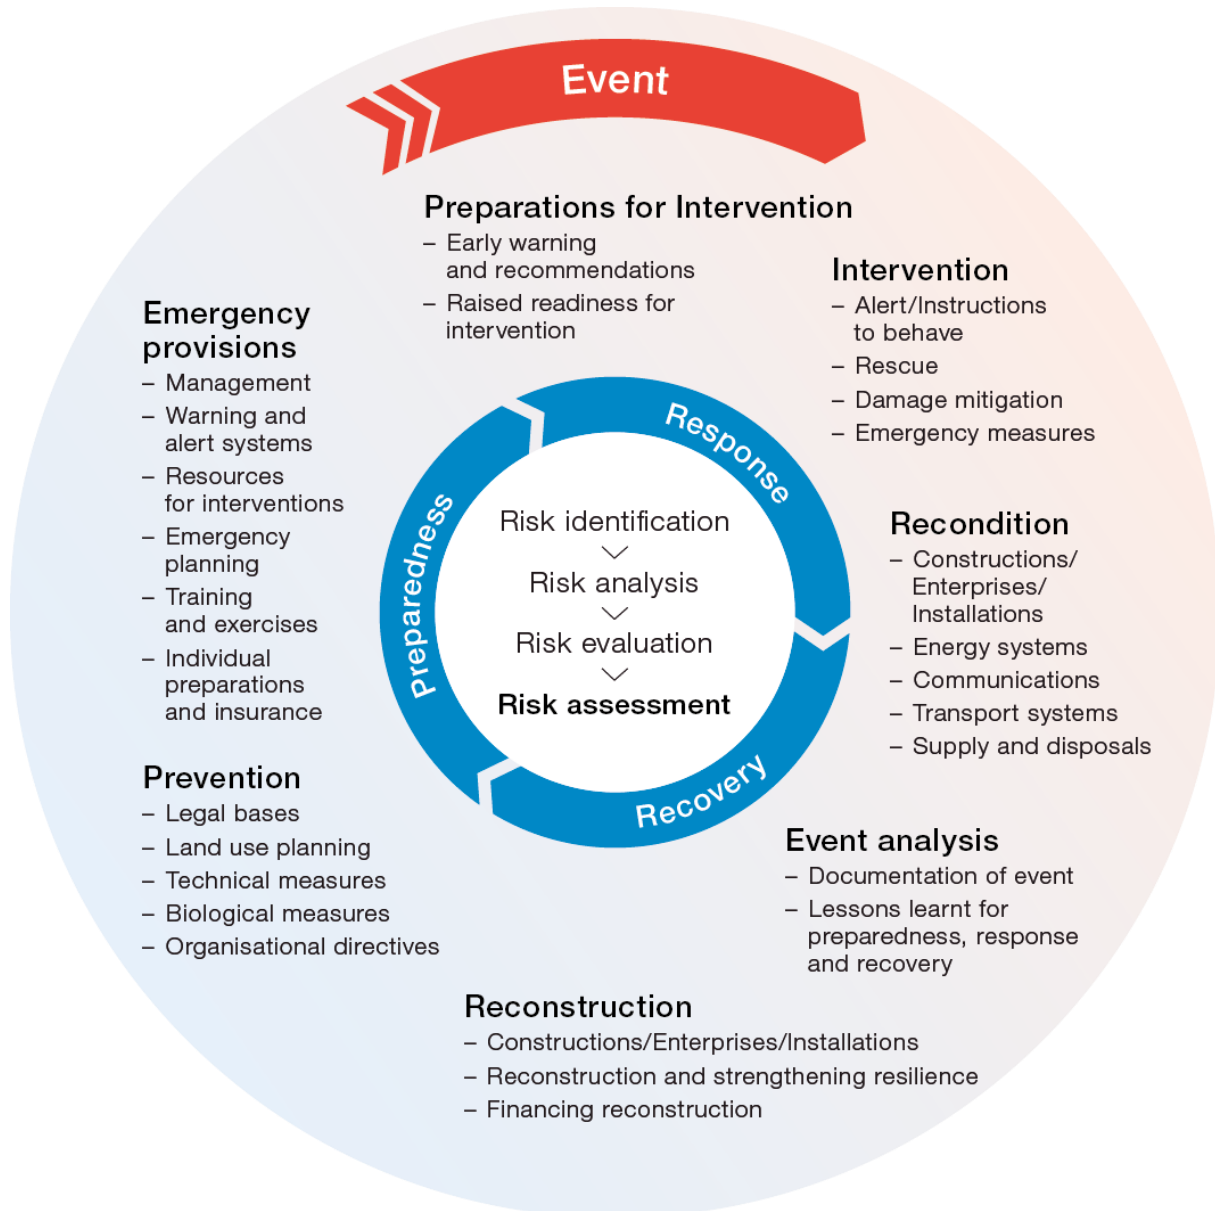 Event
Preparations for Intervention
– Early warning
and recommendations
– Raised readiness for
intervention
Intervention
– Alert/Instructions
to behave
– Rescue
– Damage mitigation
– Emergency measures
Recondition
– Constructions/
Enterprises/
Installations
– Energy systems
– Communications
– Transport systems
– Supply and disposals
Event analysis
– Documentation of event
– Lessons learnt for
preparedness, response
and recovery
Reconstruction
– Constructions/Enterprises/Installations
– Reconstruction and strengthening resilience
– Financing reconstruction
Prevention
– Legal bases
– Land use planning
– Technical measures
– Biological measures
– Organisational directives
Emergency
provisions
– Management
– Warning and
alert systems
– Resources
for interventions
– Emergency
planning
– Training
and exercises
– Individual
preparations
and insurance
Response
Recovery
Preparedness
Risk identification
Risk analysis
Risk evaluation
Risk assessment